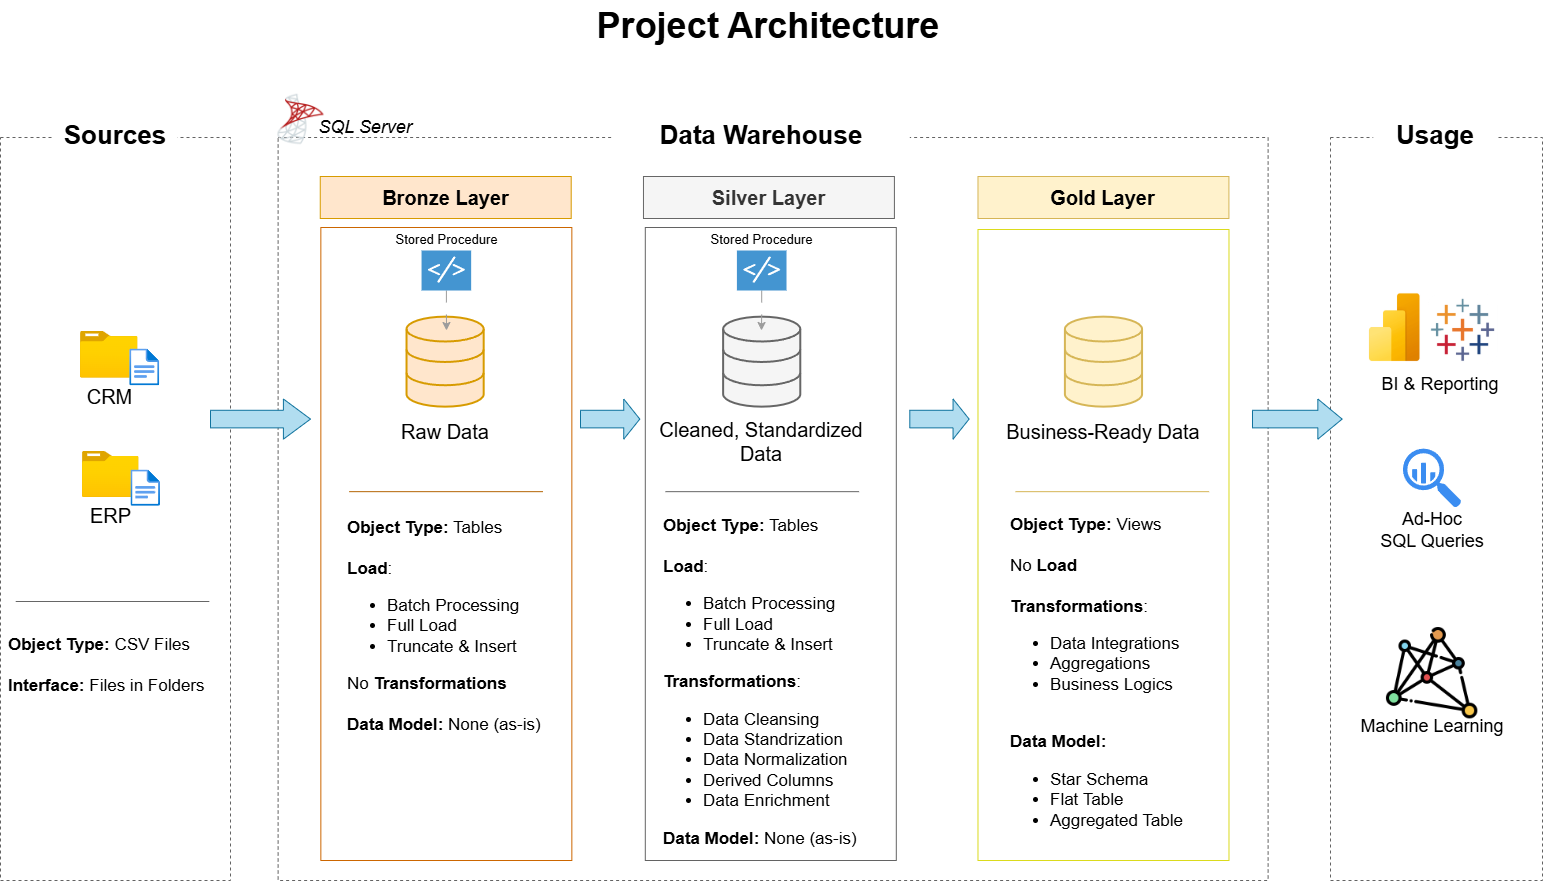 Project Architecture
Sources
CRM
ERP
Object Type: CSV Files
Interface: Files in Folders
SQL Server
Data Warehouse
Bronze Layer
Stored Procedure
</>
Raw Data
Object Type: Tables
Load:
• Batch Processing
• Full Load
• Truncate & Insert
No Transformations
Data Model: None (as-is)
Silver Layer
Stored Procedure
</>
Cleaned, Standardized
Data
Object Type: Tables
Load:
• Batch Processing
• Full Load
• Truncate & Insert
Transformations:
• Data Cleansing
• Data Standrization
• Data Normalization
• Derived Columns
• Data Enrichment
Data Model: None (as-is)
Gold Layer
Business-Ready Data
Object Type: Views
No Load
Transformations:
• Data Integrations
• Aggregations
• Business Logics
Data Model:
• Star Schema
• Flat Table
• Aggregated Table
Usage
BI & Reporting
Ad-Hoc
SQL Queries
Machine Learning